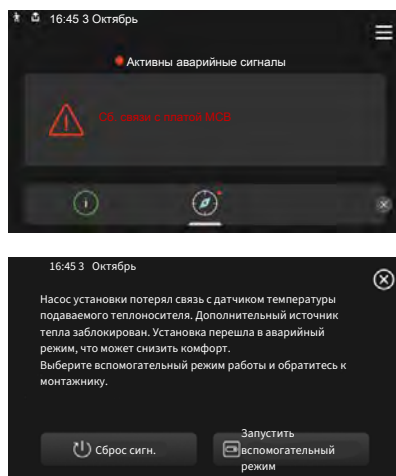 16:45 3 Октябрь
Активны аварийные сигналы
Сб. связи с платой MCB
16:45 3 Октябрь
Насос установки потерял связь с датчиком температуры
подаваемого теплоносителя. Дополнительный источник
тепла заблокирован. Установка перешла в аварийный
режим, что может снизить комфорт.
Выберите вспомогательный режим работы и обратитесь к
монтажнику.
Сброс сигн.
Запустить
вспомогательный
режим